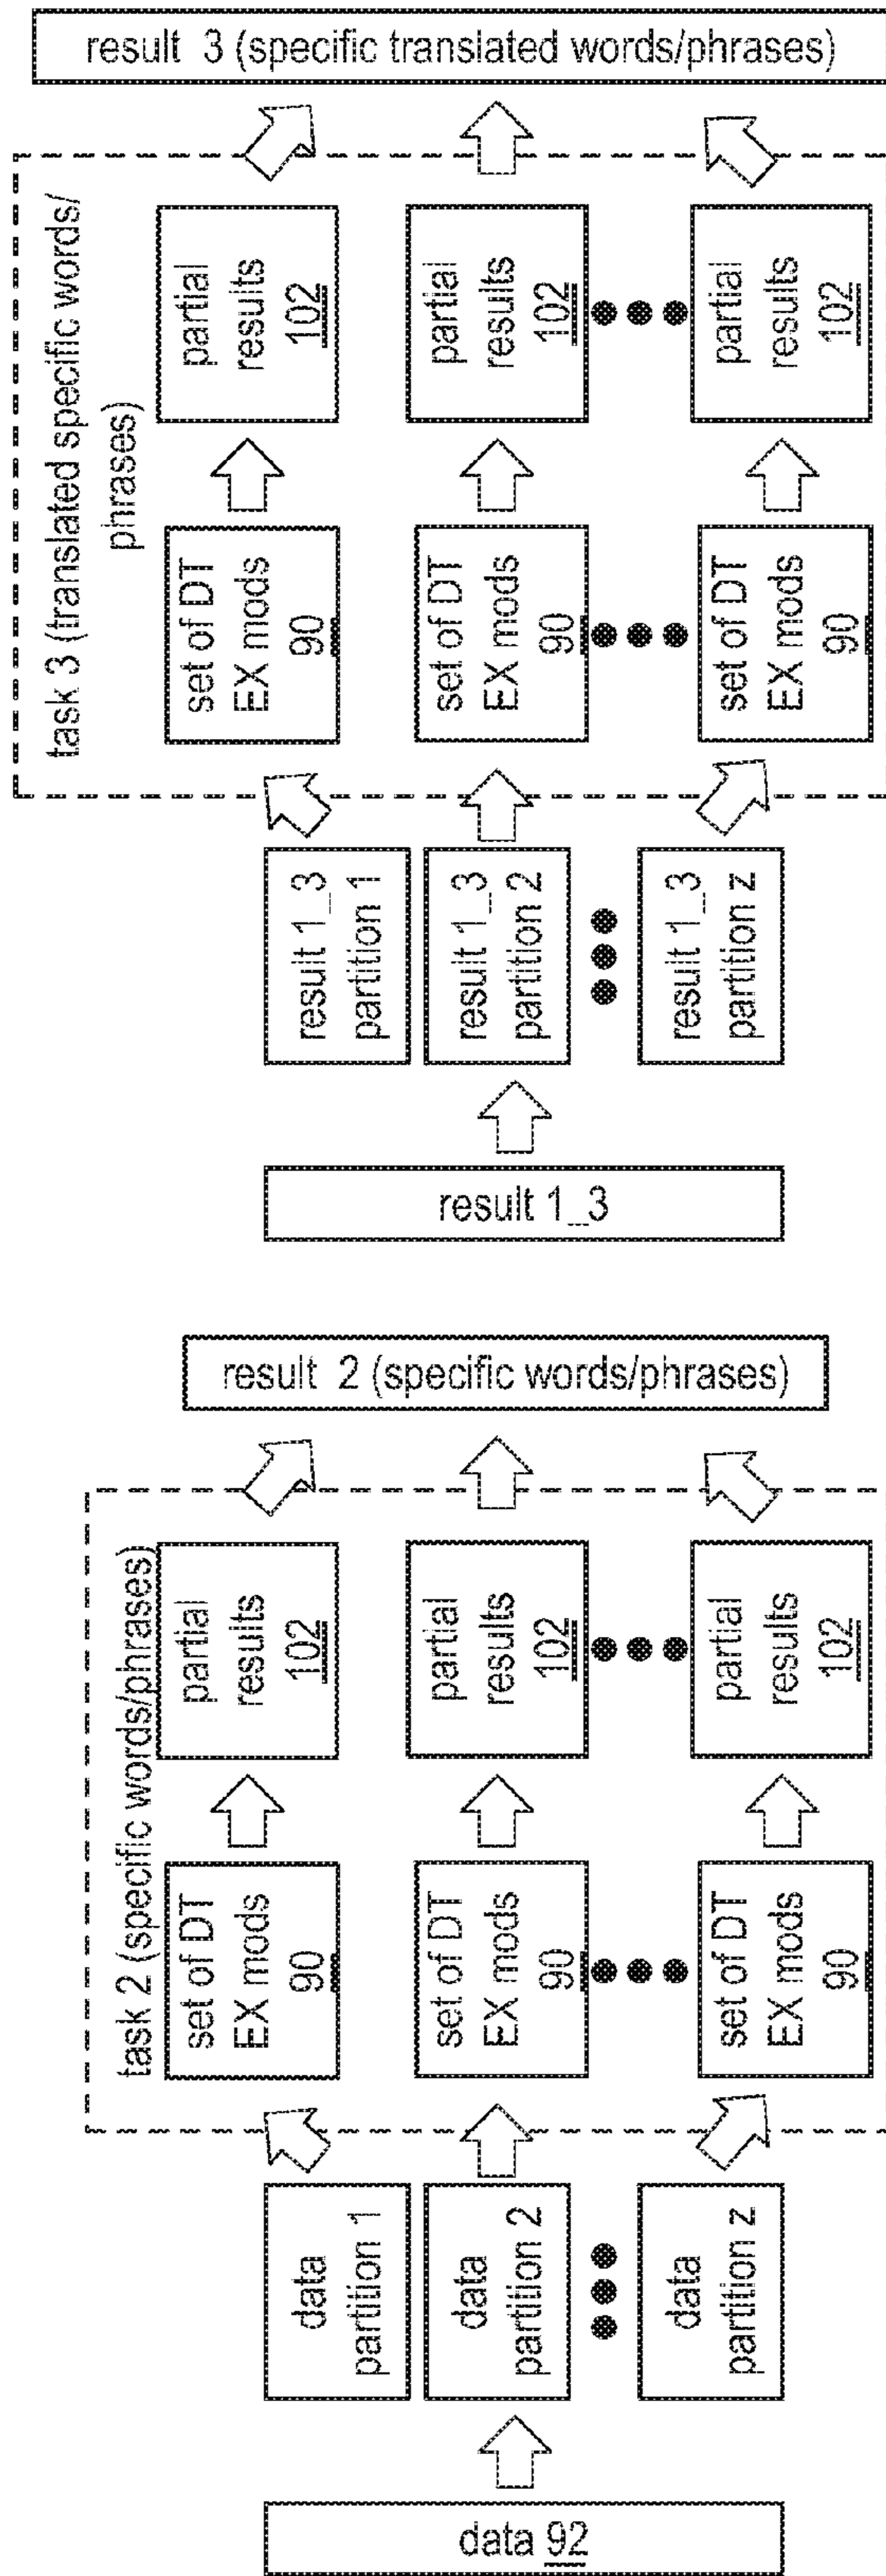 data 92
data
partition 1
data
partition 2
data
partition z
task 2 (specific words/phrases)
set of DT
EX mods
90
set of DT
EX mods
90
set of DT
EX mods
90
partial
results
102
partial
results
102
partial
results
102
result 2 (specific words/phrases)
result 1_3
result 1_3
partition 1
result 1_3
partition 2
result 1_3
partition z
task 3 (translated specific words/
phrases)
set of DT
EX mods
90
set of DT
EX mods
90
set of DT
EX mods
90
partial
results
102
partial
results
102
partial
results
102
result 3 (specific translated words/phrases)